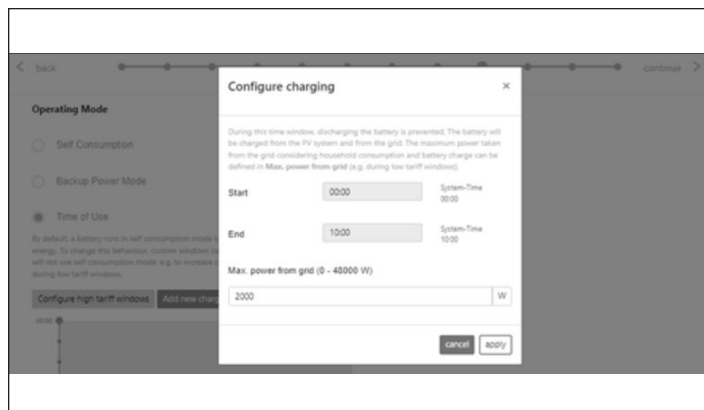 back
continue
Operating Mode
Self Consumption
Backup Power Mode
Time of Use
By default, a battery runs in self consumption mode t
energy. To change this behaviour, custom windows ca
will not use self consumption mode, e.g. to increase c
during low tariff windows.
Configure high tariff windows
Add new charg
00:00
Configure charging
×
During this time window, discharging the battery is prevented. The battery will
be charged from the PV system and from the grid. The maximum power taken
from the grid considering household consumption and battery charge can be
defined in Max. power from grid (e.g. during low tariff windows).
Start
00:00
System-Time
00:00
End
10:00
System-Time
10:00
Max. power from grid (0 - 48000 W)
2000
W
cancel
apply